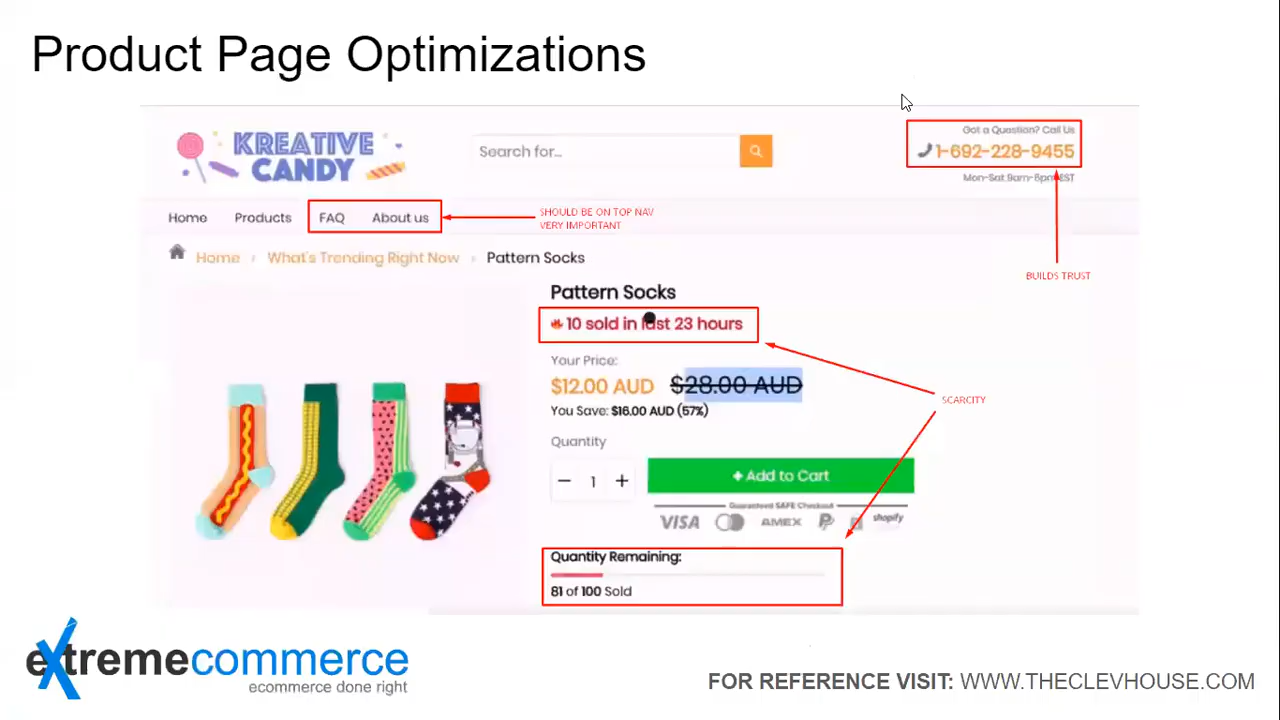 Product Page Optimizations
KREATIVE
CANDY
Search for...
Got a Question? Call Us
1-692-228-9455
Mon-Sat 9am-6pm EST
Home Products FAQ About us
SHOULD BE ON TOP NAV
VERY IMPORTANT
BUILDS TRUST
Home › What's Trending Right Now › Pattern Socks
Pattern Socks
10 sold in last 23 hours
Your Price:
$12.00 AUD $28.00 AUD
You Save: $16.00 AUD (57%)
SCARCITY
Quantity
− 1 + +Add to Cart
Guaranteed SAFE Checkout
VISA AMEX P shopify
Quantity Remaining:
81 of 100 Sold
extremecommerce
ecommerce done right
FOR REFERENCE VISIT: WWW.THECLEVHOUSE.COM